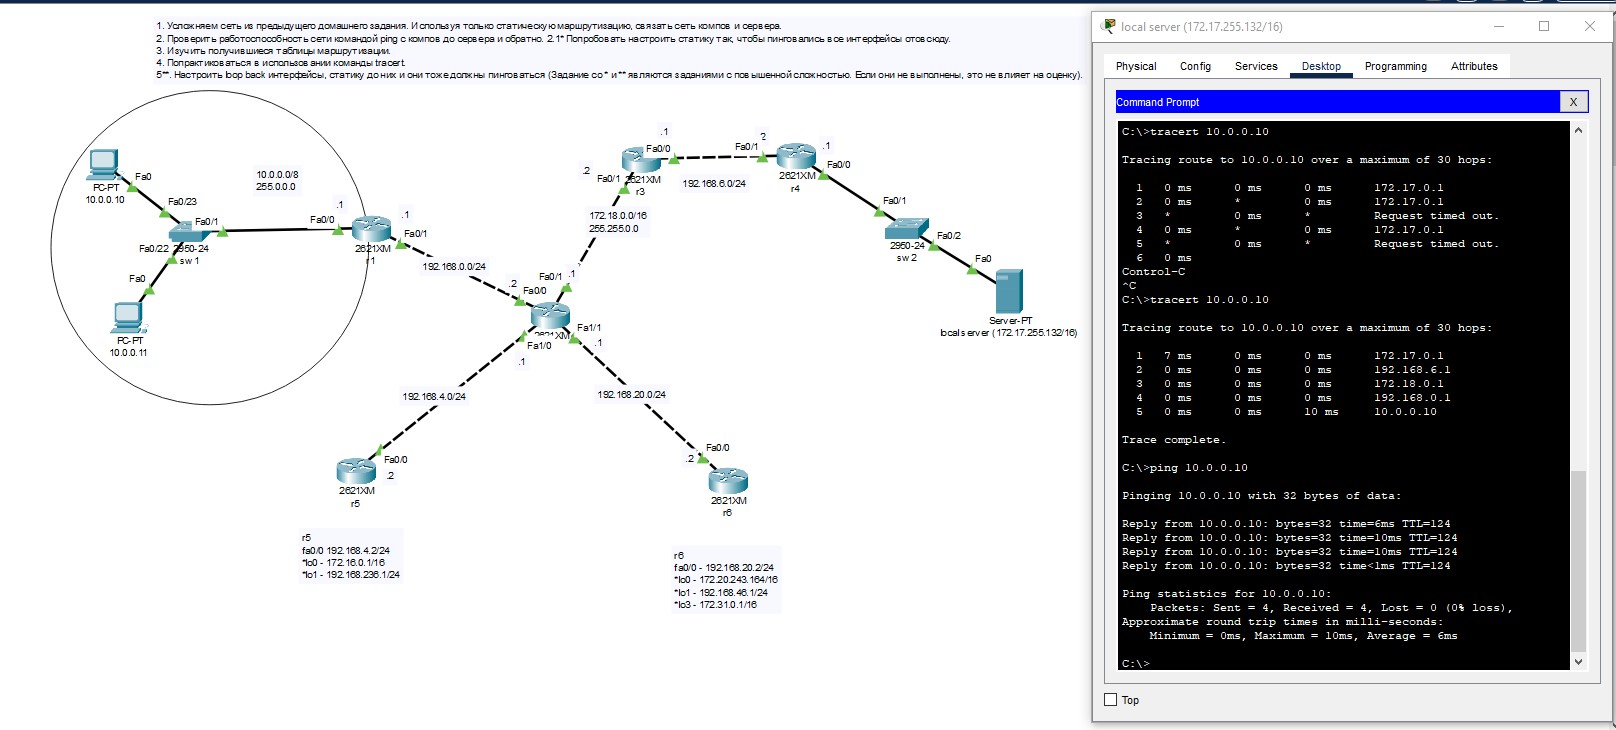 1. Усложняем сеть из предыдущего домашнего задания. Используя только статическую маршрутизацию, связать сеть компов и сервера.
2. Проверить работоспособность сети командой ping с компов до сервера и обратно. 2.1* Попробовать настроить статику так, чтобы пинговались все интерфейсы отовсюду.
3. Изучить получившиеся таблицы маршрутизации.
4. Попрактиковаться в использовании команды tracert.
5**. Настроить loop back интерфейсы, статику до них и они тоже должны пинговаться (Задание со * и ** являются заданиями с повышенной сложностью. Если они не выполнены, это не влияет на оценку).
PC-PT
10.0.0.10
Fa0
Fa0/23
Fa0/1
Fa0/22
2950-24
sw 1
Fa0
PC-PT
10.0.0.11
10.0.0.0/8
255.0.0.0
.1
Fa0/0
.1
Fa0/1
2621XM
r1
192.168.0.0/24
.2
Fa0/0
Fa0/1
.1
2621XM
Fa1/0
.1
Fa1/1
.1
172.18.0.0/16
255.255.0.0
.2
Fa0/1
.1
Fa0/0
2621XM
r3
192.168.6.0/24
Fa0/1
.2
.1
Fa0/0
2621XM
r4
Fa0/1
2950-24
sw 2
Fa0/2
Fa0
Server-PT
local server (172.17.255.132/16)
192.168.4.0/24
192.168.20.0/24
Fa0/0
.2
2621XM
r5
Fa0/0
.2
2621XM
r6
r5
fa0/0 192.168.4.2/24
*lo0 - 172.16.0.1/16
*lo1 - 192.168.236.1/24
r6
fa0/0 - 192.168.20.2/24
*lo0 - 172.20.243.164/16
*lo1 - 192.168.46.1/24
*lo3 - 172.31.0.1/16
local server (172.17.255.132/16)
Physical Config Services Desktop Programming Attributes
Command Prompt X
C:\>tracert 10.0.0.10
Tracing route to 10.0.0.10 over a maximum of 30 hops:
1 0 ms 0 ms 0 ms 172.17.0.1
2 0 ms * 0 ms 172.17.0.1
3 * 0 ms * Request timed out.
4 0 ms * 0 ms 172.17.0.1
5 * 0 ms * Request timed out.
6 0 ms
Control-C
^C
C:\>tracert 10.0.0.10
Tracing route to 10.0.0.10 over a maximum of 30 hops:
1 7 ms 0 ms 0 ms 172.17.0.1
2 0 ms 0 ms 0 ms 192.168.6.1
3 0 ms 0 ms 0 ms 172.18.0.1
4 0 ms 0 ms 0 ms 192.168.0.1
5 0 ms 0 ms 10 ms 10.0.0.10
Trace complete.
C:\>ping 10.0.0.10
Pinging 10.0.0.10 with 32 bytes of data:
Reply from 10.0.0.10: bytes=32 time=6ms TTL=124
Reply from 10.0.0.10: bytes=32 time=10ms TTL=124
Reply from 10.0.0.10: bytes=32 time=10ms TTL=124
Reply from 10.0.0.10: bytes=32 time<1ms TTL=124
Ping statistics for 10.0.0.10:
Packets: Sent = 4, Received = 4, Lost = 0 (0% loss),
Approximate round trip times in milli-seconds:
Minimum = 0ms, Maximum = 10ms, Average = 6ms
C:\>
Top